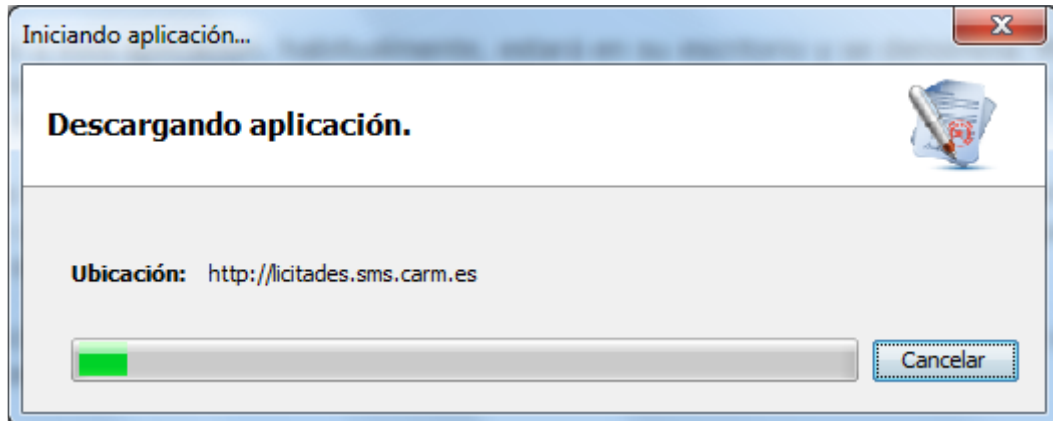 Iniciando aplicación...
Descargando aplicación.
Ubicación: http://licitades.sms.carm.es
Cancelar